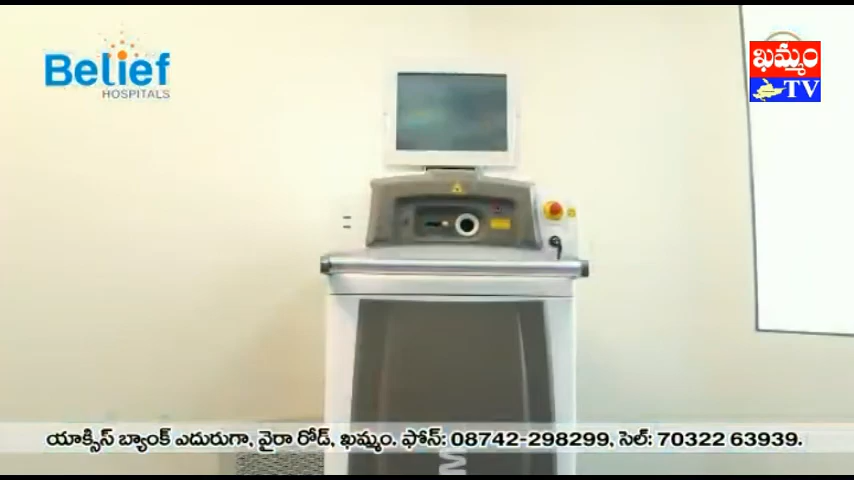 Belief
HOSPITALS
ఖమ్మం
TV
యాక్సిస్ బ్యాంక్ ఎదురుగా, వైరా రోడ్, ఖమ్మం. ఫోన్: 08742-298299, సెల్: 70322 63939.